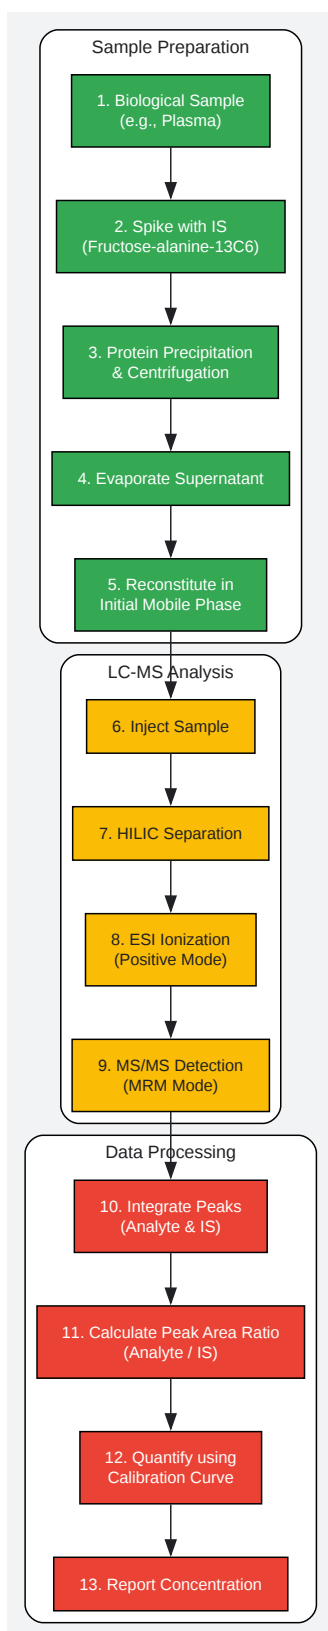 Sample Preparation
1. Biological Sample
(e.g., Plasma)
2. Spike with IS
(Fructose-alanine-13C6)
3. Protein Precipitation
& Centrifugation
4. Evaporate Supernatant
5. Reconstitute in
Initial Mobile Phase
LC-MS Analysis
6. Inject Sample
7. HILIC Separation
8. ESI Ionization
(Positive Mode)
9. MS/MS Detection
(MRM Mode)
Data Processing
10. Integrate Peaks
(Analyte & IS)
11. Calculate Peak Area Ratio
(Analyte / IS)
12. Quantify using
Calibration Curve
13. Report Concentration